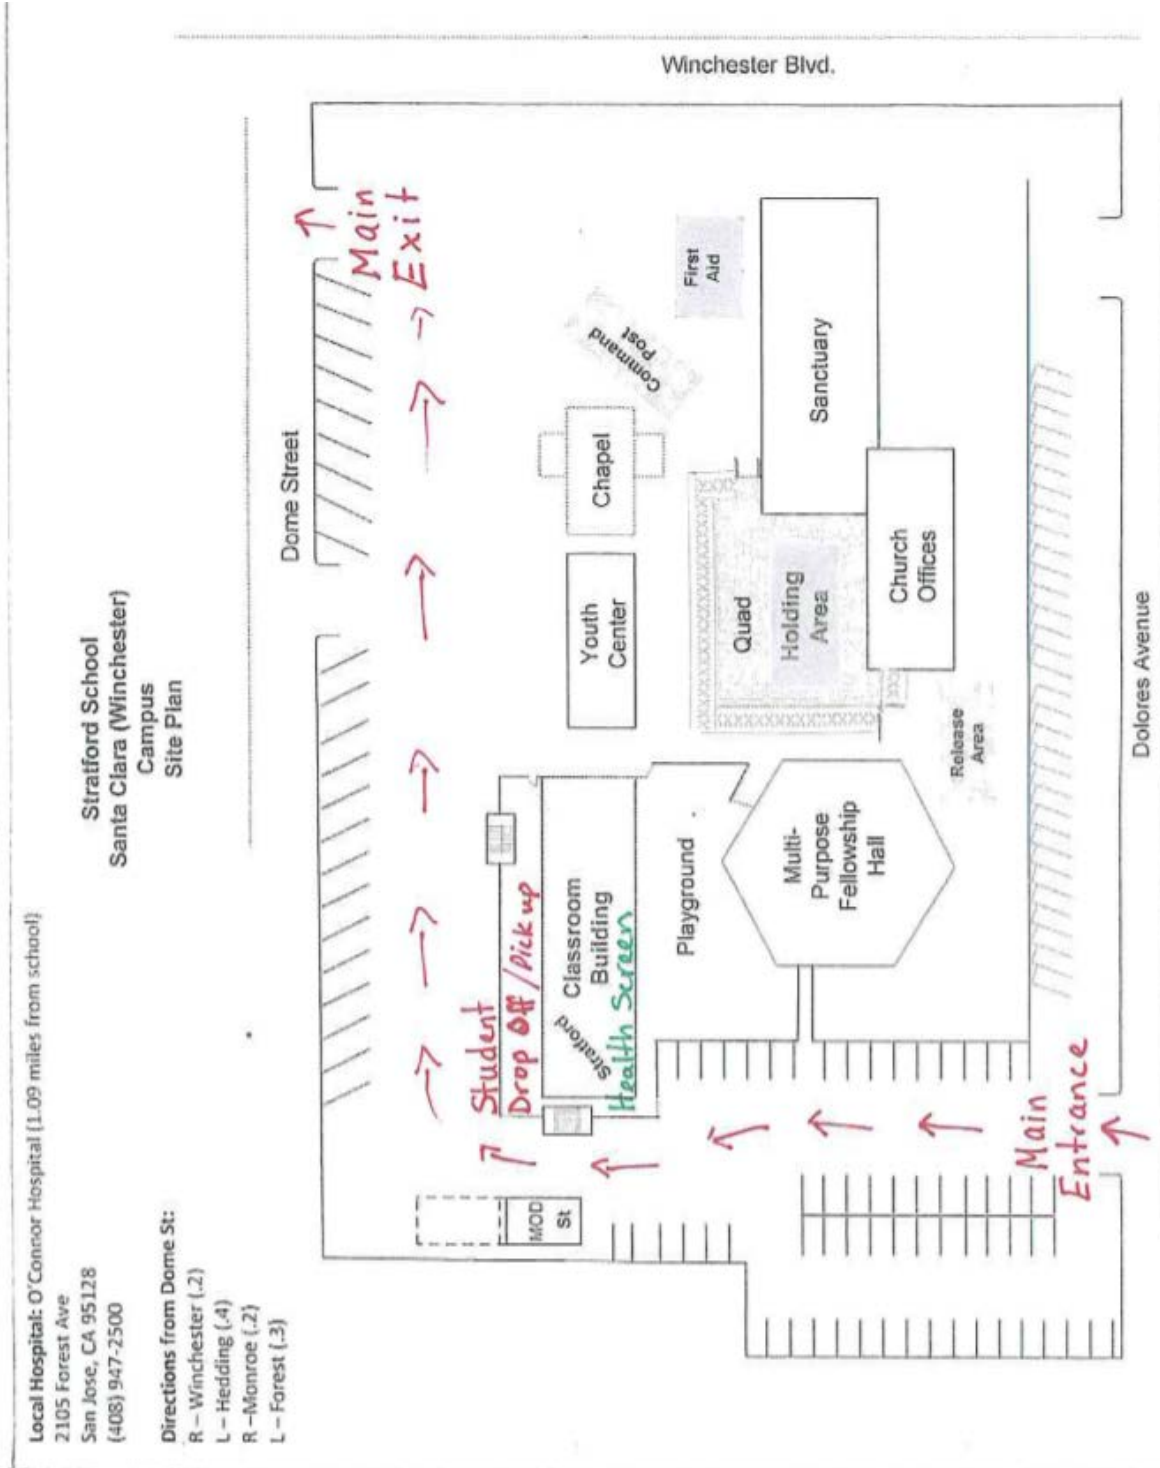 Local Hospital: O'Connor Hospital (1.09 miles from school)
2105 Forest Ave
San Jose, CA 95128
(408) 947-2500
Directions from Dome St:
R – Winchester (.2)
L – Hedding (.4)
R –Monroe (.2)
L – Forest (.3)
Stratford School
Santa Clara (Winchester)
Campus
Site Plan
Dome Street
Main
Exit
Winchester Blvd.
Student
Drop Off/Pick up
MOD
St
Stratford
Classroom
Building
Health Screen
Youth
Center
Chapel
Command
Post
First
Aid
Playground
Quad
Holding
Area
Sanctuary
Multi-
Purpose
Fellowship
Hall
Church
Offices
Release
Area
Main
Entrance
Dolores Avenue